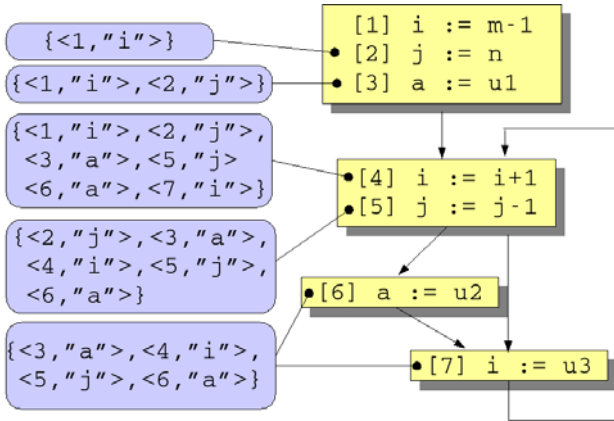 {<1,"i">}
{<1,"i">,<2,"j">}
{<1,"i">,<2,"j">,
<3,"a">,<5,"j>
<6,"a">,<7,"i">}
{<2,"j">,<3,"a">,
<4,"i">,<5,"j">,
<6,"a">}
{<3,"a">,<4,"i">,
<5,"j">,<6,"a">}
[1] i := m-1
[2] j := n
[3] a := u1
[4] i := i+1
[5] j := j-1
[6] a := u2
[7] i := u3